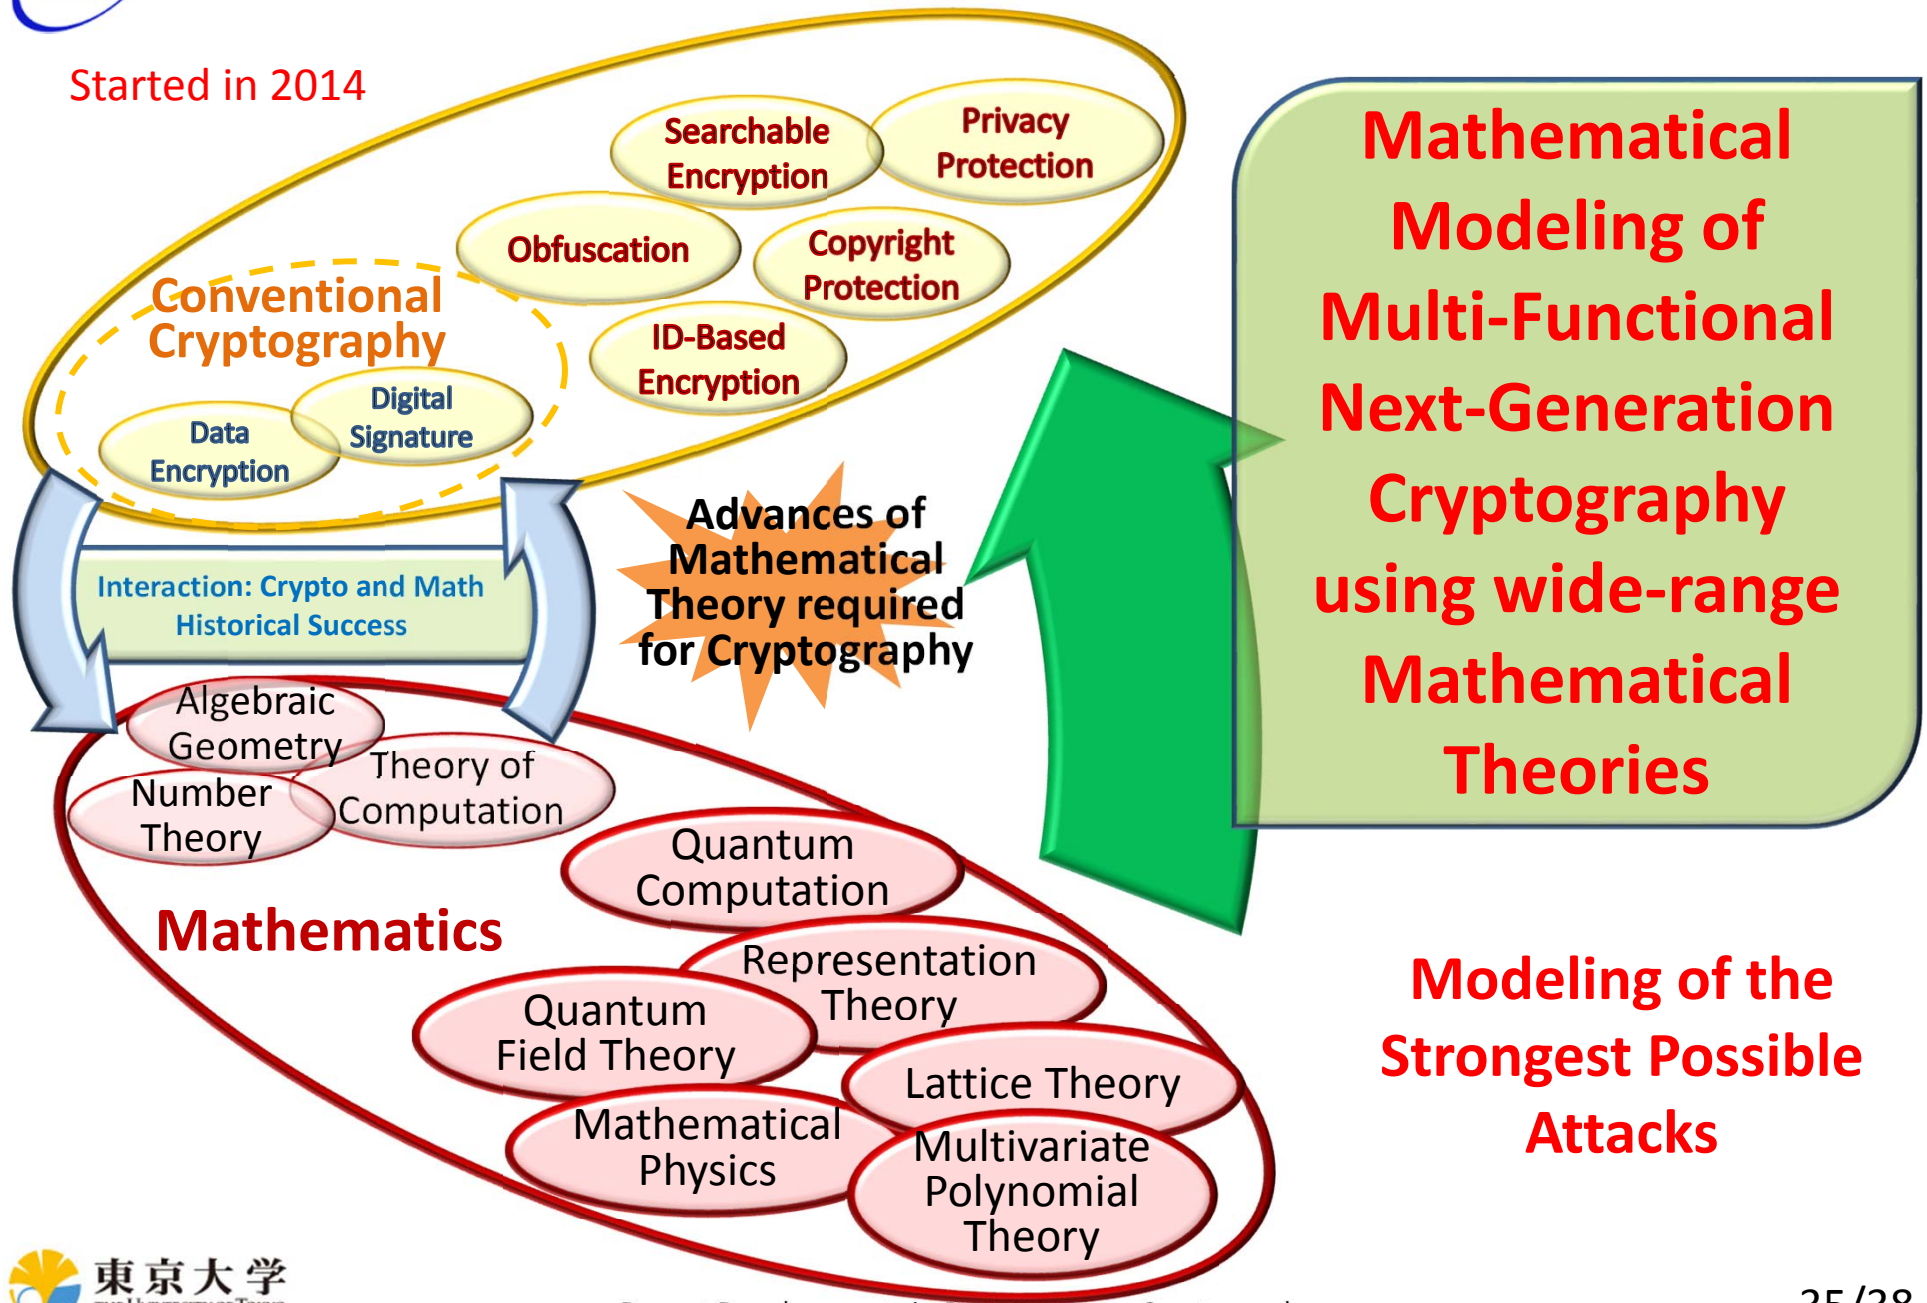 Started in 2014
Searchable
Encryption
Privacy
Protection
Obfuscation
Copyright
Protection
Conventional
Cryptography
ID-Based
Encryption
Digital
Signature
Data
Encryption
Interaction: Crypto and Math
Historical Success
Advances of
Mathematical
Theory required
for Cryptography
Algebraic
Geometry
Theory of
Computation
Number
Theory
Mathematics
Quantum
Computation
Representation
Theory
Quantum
Field Theory
Lattice Theory
Mathematical
Physics
Multivariate
Polynomial
Theory
Mathematical
Modeling of
Multi-Functional
Next-Generation
Cryptography
using wide-range
Mathematical
Theories
Modeling of the
Strongest Possible
Attacks
東京大学
25/28